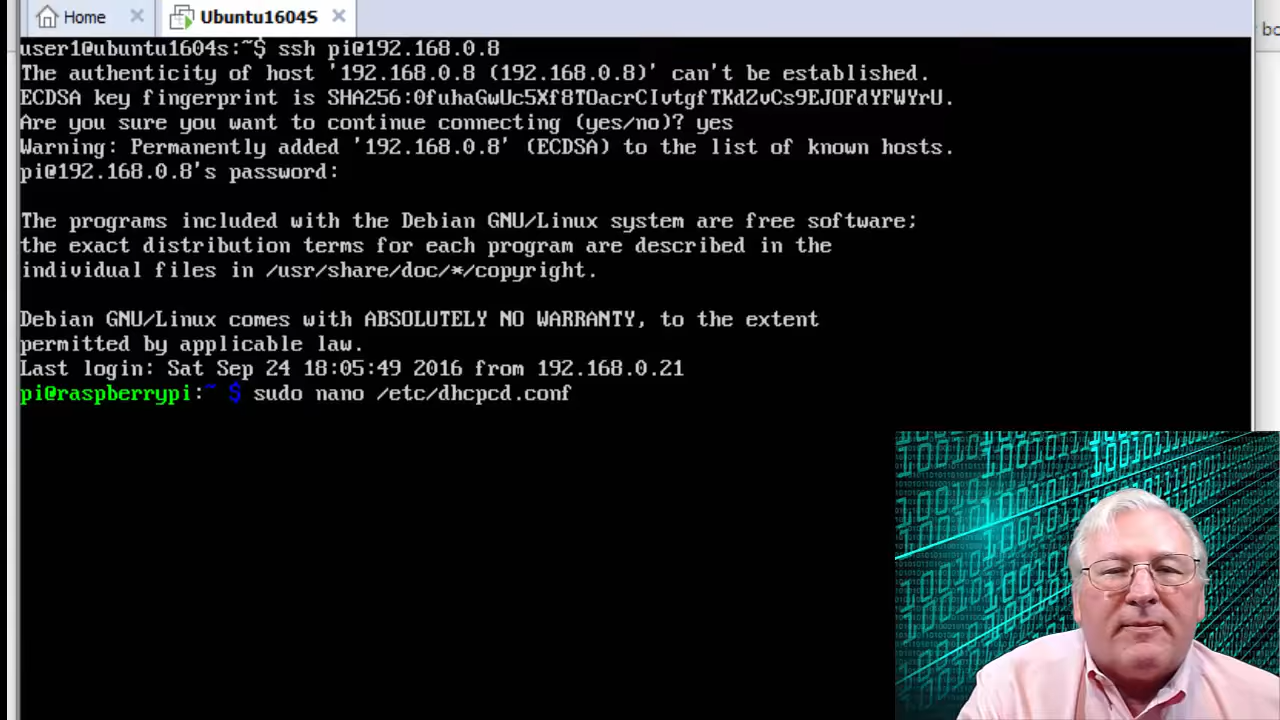 Home
Ubuntu1604S
user1@ubuntu1604s:~$ ssh pi@192.168.0.8
The authenticity of host '192.168.0.8 (192.168.0.8)' can't be established.
ECDSA key fingerprint is SHA256:0fuhaGwUc5Xf8TOacrCIvtgfTKdZvCs9EJOFdYFWYrU.
Are you sure you want to continue connecting (yes/no)? yes
Warning: Permanently added '192.168.0.8' (ECDSA) to the list of known hosts.
pi@192.168.0.8's password:
The programs included with the Debian GNU/Linux system are free software;
the exact distribution terms for each program are described in the
individual files in /usr/share/doc/*/copyright.
Debian GNU/Linux comes with ABSOLUTELY NO WARRANTY, to the extent
permitted by applicable law.
Last login: Sat Sep 24 18:05:49 2016 from 192.168.0.21
pi@raspberrypi:~ $ sudo nano /etc/dhcpcd.conf